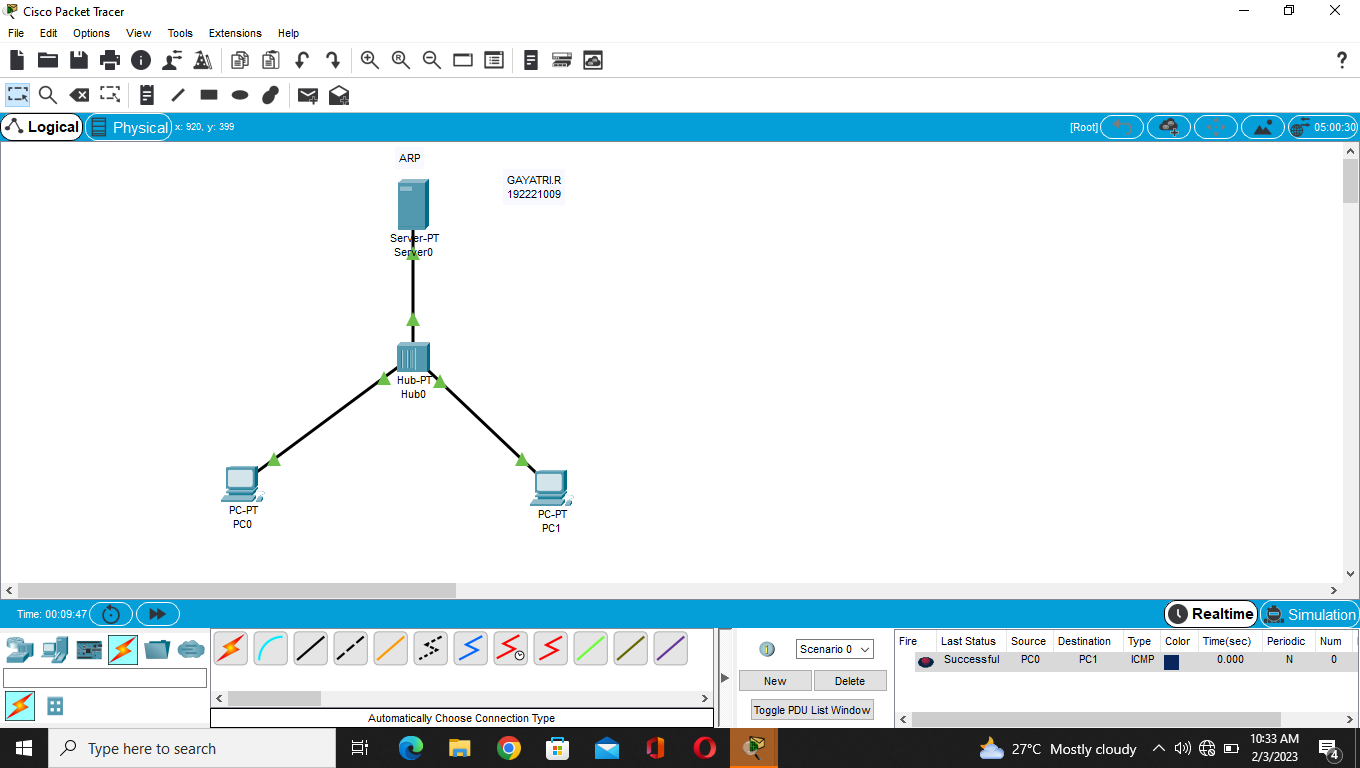 Cisco Packet Tracer
File Edit Options View Tools Extensions Help
?
Logical Physical x: 920, y: 399 [Root] 05:00:30
ARP
GAYATRI.R
192221009
Server-PT
Server0
Hub-PT
Hub0
PC-PT
PC0
PC-PT
PC1
Time: 00:09:47 Realtime Simulation
Scenario 0
New Delete
Toggle PDU List Window
Fire Last Status Source Destination Type Color Time(sec) Periodic Num
Successful PC0 PC1 ICMP 0.000 N 0
Automatically Choose Connection Type
Type here to search
27°C Mostly cloudy
10:33 AM
2/3/2023
4